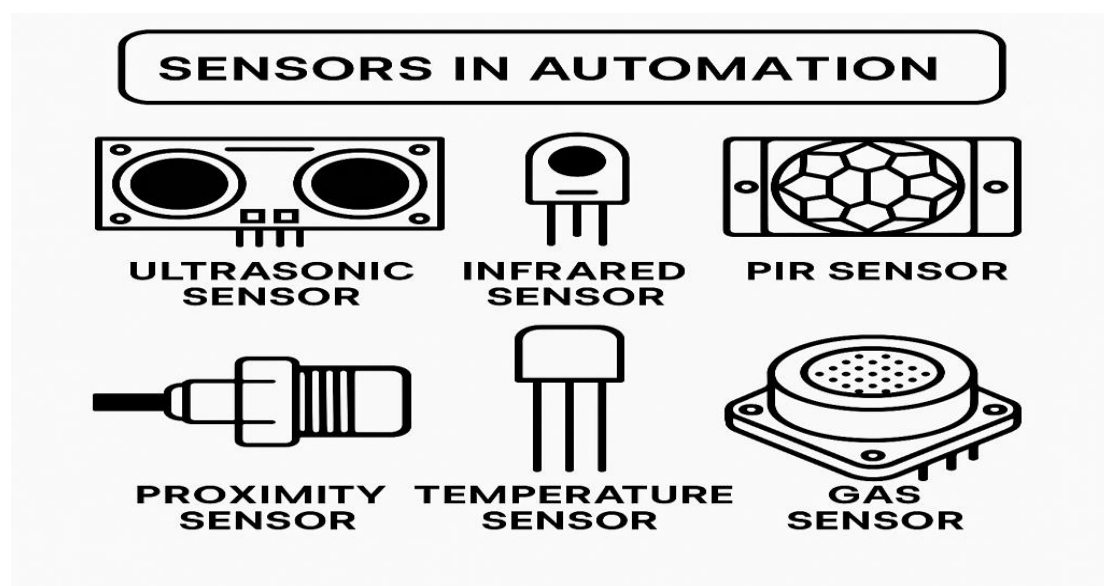 SENSORS IN AUTOMATION
ULTRASONIC
SENSOR
INFRARED
SENSOR
PIR SENSOR
PROXIMITY
SENSOR
TEMPERATURE
SENSOR
GAS
SENSOR